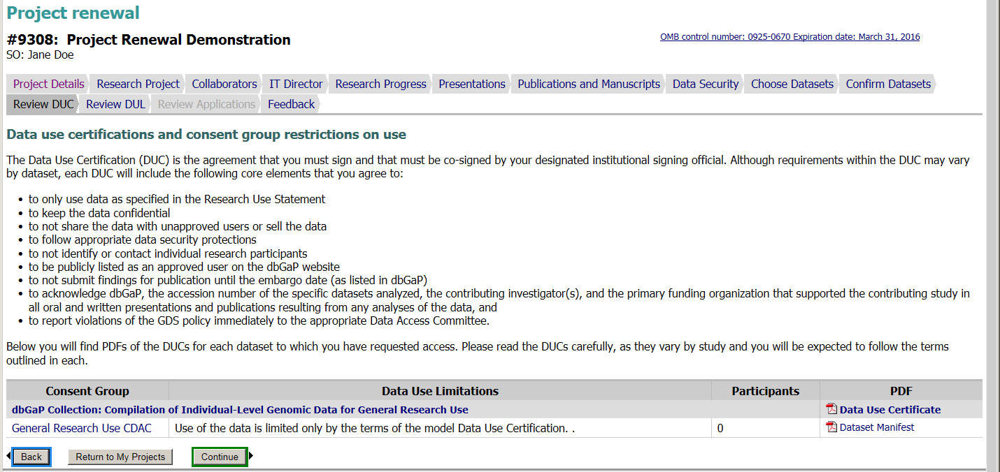 Project renewal
#9308: Project Renewal Demonstration
OMB control number: 0925-0670 Expiration date: March 31, 2016
SO: Jane Doe
Project Details Research Project Collaborators IT Director Research Progress Presentations Publications and Manuscripts Data Security Choose Datasets Confirm Datasets
Review DUC Review DUL Review Applications Feedback
Data use certifications and consent group restrictions on use
The Data Use Certification (DUC) is the agreement that you must sign and that must be co-signed by your designated institutional signing official. Although requirements within the DUC may vary
by dataset, each DUC will include the following core elements that you agree to:
• to only use data as specified in the Research Use Statement
• to keep the data confidential
• to not share the data with unapproved users or sell the data
• to follow appropriate data security protections
• to not identify or contact individual research participants
• to be publicly listed as an approved user on the dbGaP website
• to not submit findings for publication until the embargo date (as listed in dbGaP)
• to acknowledge dbGaP, the accession number of the specific datasets analyzed, the contributing investigator(s), and the primary funding organization that supported the contributing study in
all oral and written presentations and publications resulting from any analyses of the data, and
• to report violations of the GDS policy immediately to the appropriate Data Access Committee.
Below you will find PDFs of the DUCs for each dataset to which you have requested access. Please read the DUCs carefully, as they vary by study and you will be expected to follow the terms
outlined in each.
Consent Group Data Use Limitations Participants PDF
dbGaP Collection: Compilation of Individual-Level Genomic Data for General Research Use Data Use Certificate
General Research Use CDAC Use of the data is limited only by the terms of the model Data Use Certification. . 0 Dataset Manifest
Back Return to My Projects Continue